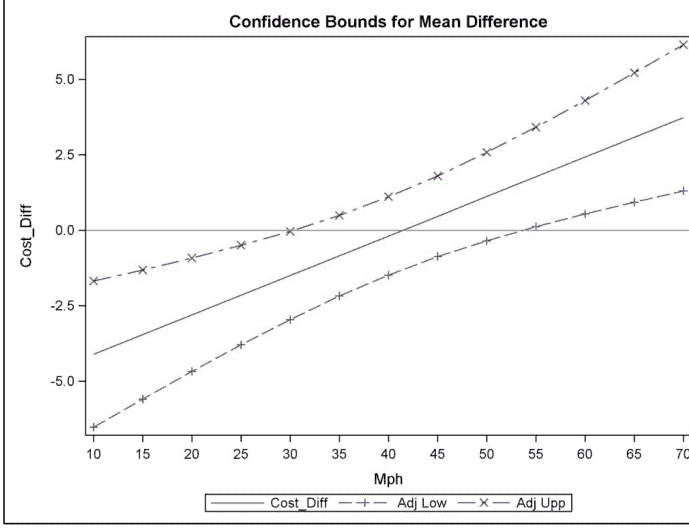 Confidence Bounds for Mean Difference
5.0
2.5
0.0
-2.5
-5.0
Cost_Diff
10 15 20 25 30 35 40 45 50 55 60 65 70
Mph
Cost_Diff Adj Low Adj Upp